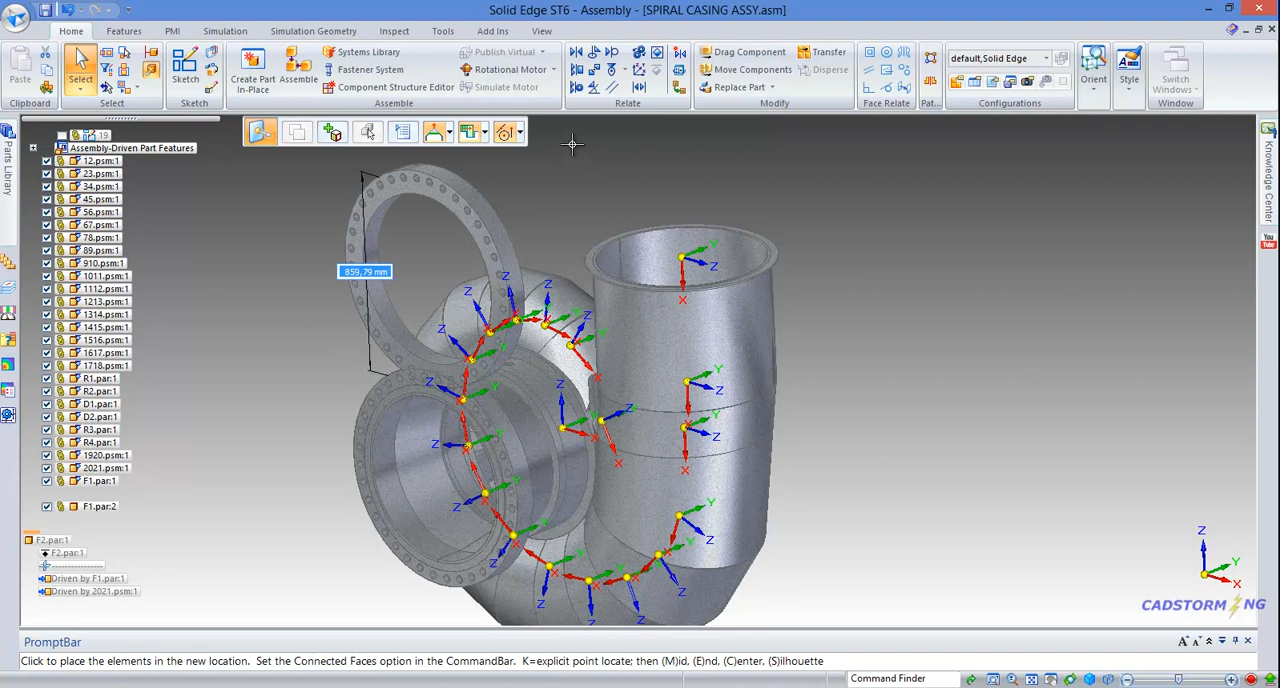 Solid Edge ST6 - Assembly - [SPIRAL CASING ASSY.asm]
Home Features PMI Simulation Simulation Geometry Inspect Tools Add Ins View
Paste
Clipboard
Select
Select
Sketch
Sketch
Create Part In-Place
Assemble
Systems Library
Fastener System
Component Structure Editor
Publish Virtual
Rotational Motor
Simulate Motor
Assemble
Relate
Drag Component
Move Components
Replace Part
Transfer
Disperse
Modify
Face Relate
Pat...
default,Solid Edge
Configurations
Orient
Style
Switch Windows
Window
Parts Library
Knowledge Center
You Tube
19
Assembly-Driven Part Features
12.psm:1
23.psm:1
34.psm:1
45.psm:1
56.psm:1
67.psm:1
78.psm:1
89.psm:1
910.psm:1
1011.psm:1
1112.psm:1
1213.psm:1
1314.psm:1
1415.psm:1
1516.psm:1
1617.psm:1
1718.psm:1
R1.par:1
R2.par:1
D1.par:1
D2.par:1
R3.par:1
R4.par:1
1920.psm:1
2021.psm:1
F1.par:1
F1.par:2
F2.par:1
F2.par:1
Driven by F1.par:1
Driven by 2021.psm:1
859,79 mm
Z
Y
X
CADSTORMING
PromptBar
Click to place the elements in the new location. Set the Connected Faces option in the CommandBar. K=explicit point locate; then (M)id, (E)nd, (C)enter, (S)ilhouette
Command Finder